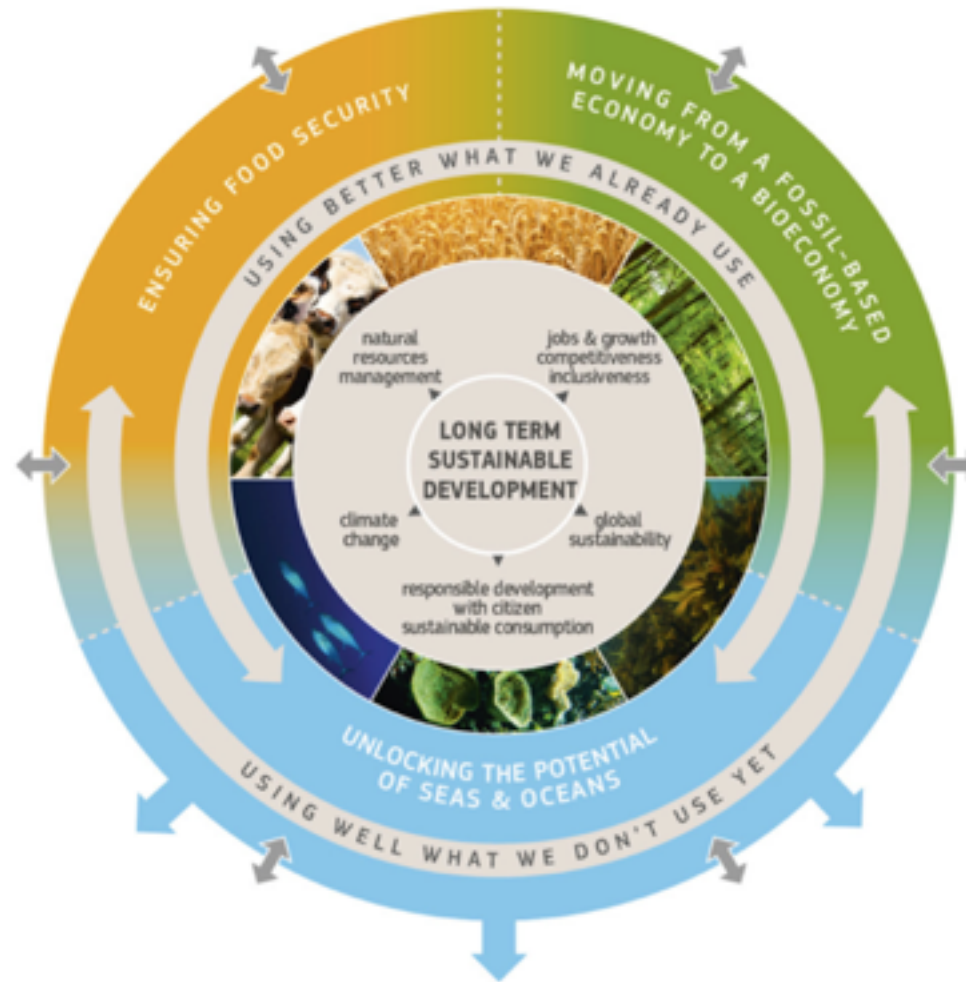 ENSURING FOOD SECURITY
MOVING FROM A FOSSIL-BASED
ECONOMY TO A BIOECONOMY
USING BETTER WHAT WE ALREADY USE
natural
resources
management
jobs & growth
competitiveness
inclusiveness
LONG TERM
SUSTAINABLE
DEVELOPMENT
climate
change
global
sustainability
responsible development
with citizen
sustainable consumption
UNLOCKING THE POTENTIAL
OF SEAS & OCEANS
USING WELL WHAT WE DON'T USE YET